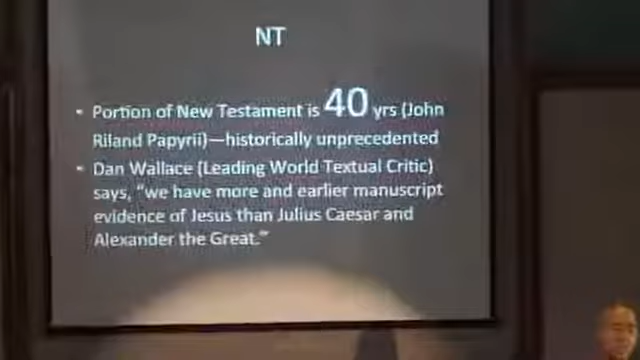 NT
• Portion of New Testament is 40 yrs (John
Riland Papyrii)—historically unprecedented
• Dan Wallace (Leading World Textual Critic)
says, "we have more and earlier manuscript
evidence of Jesus than Julius Caesar and
Alexander the Great."